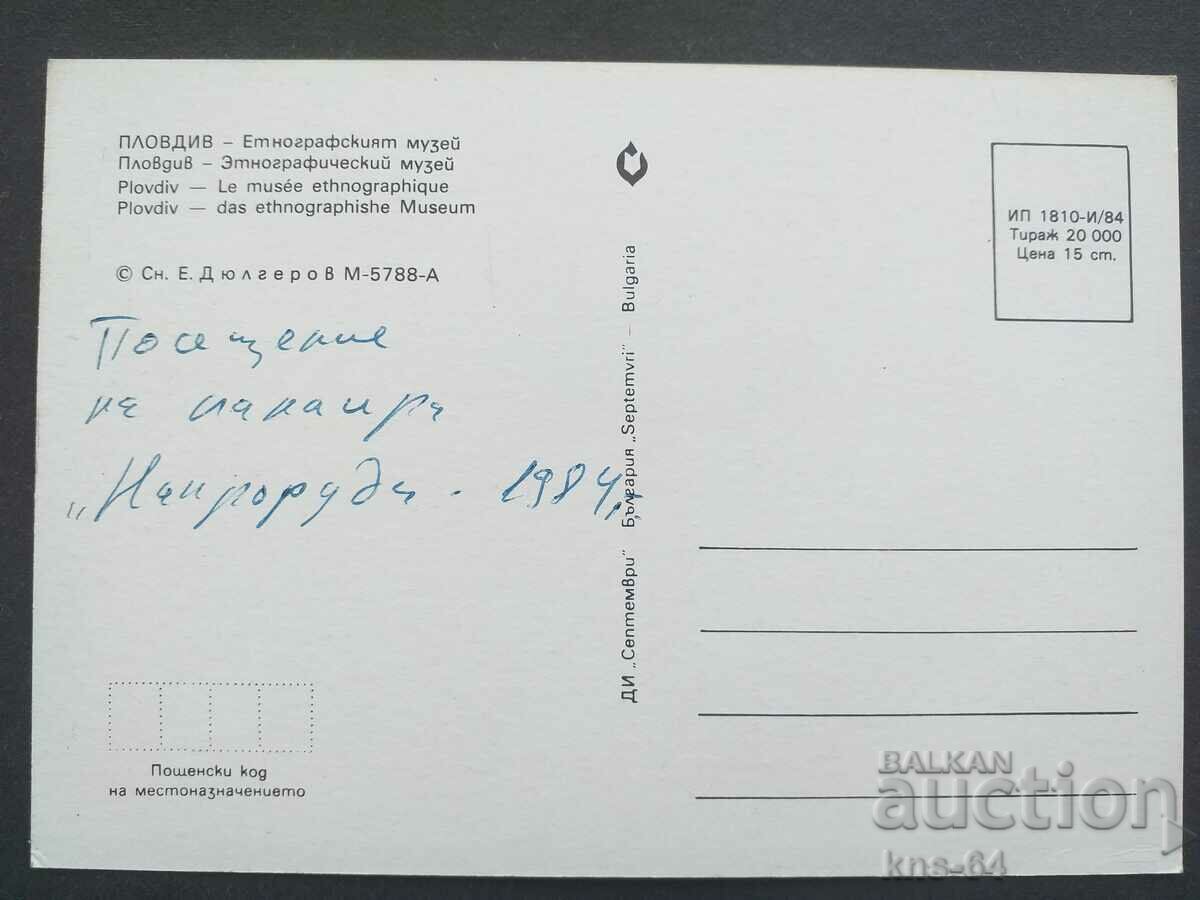 ПЛОВДИВ – Етнографският музей
Пловдив – Этнографический музей
Plovdiv — Le musée ethnographique
Plovdiv — das ethnographishe Museum
© Сн. Е. Дюлгеров М-5788-А
Посещение
на панаира
1984
Пощенски код
на местоназначението
ДИ „Септември" България „Septemvri" — Bulgaria
ИП 1810-И/84
Тираж 20 000
Цена 15 ст.
BALKAN
auction
kns-64